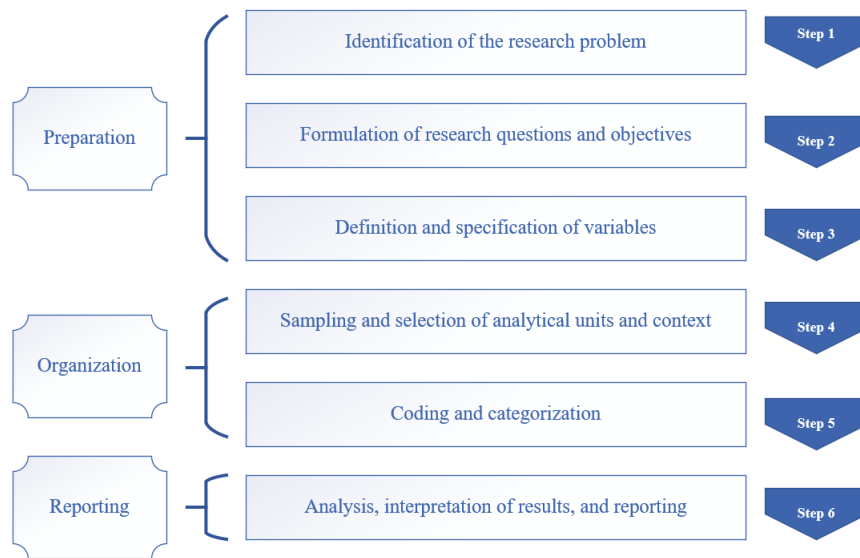 Preparation
Identification of the research problem
Step 1
Formulation of research questions and objectives
Step 2
Definition and specification of variables
Step 3
Organization
Sampling and selection of analytical units and context
Step 4
Coding and categorization
Step 5
Reporting
Analysis, interpretation of results, and reporting
Step 6